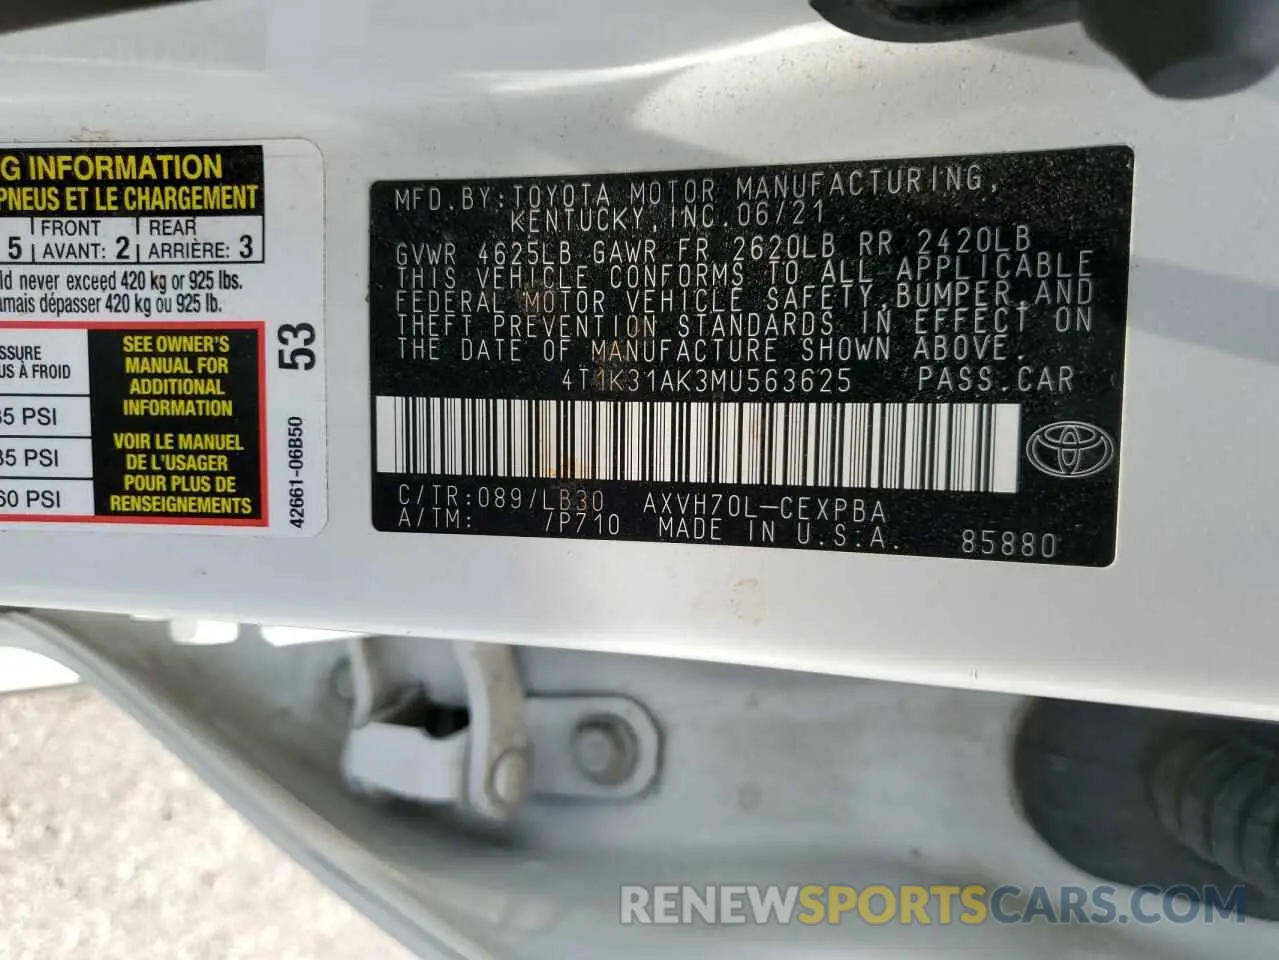 G INFORMATION
PNEUS ET LE CHARGEMENT
5 FRONT REAR
AVANT: 2 ARRIÈRE: 3
ld never exceed 420 kg or 925 lbs.
amais dépasser 420 kg ou 925 lb.
SSURE
US À FROID
35 PSI
35 PSI
60 PSI
SEE OWNER'S
MANUAL FOR
ADDITIONAL
INFORMATION
VOIR LE MANUEL
DE L'USAGER
POUR PLUS DE
RENSEIGNEMENTS
53
42661-06B50
MFD.BY:TOYOTA MOTOR MANUFACTURING,
KENTUCKY, INC. 06/21
GVWR 4625LB GAWR FR 2620LB RR 2420LB
THIS VEHICLE CONFORMS TO ALL APPLICABLE
FEDERAL MOTOR VEHICLE SAFETY,BUMPER,AND
THEFT PREVENTION STANDARDS IN EFFECT ON
THE DATE OF MANUFACTURE SHOWN ABOVE.
4T1K31AK3MU563625 PASS.CAR
C/TR:089/LB30 AXVH70L-CEXPBA
A/TM: /P710 MADE IN U.S.A. 85880
RENEWSPORTSCARS.COM